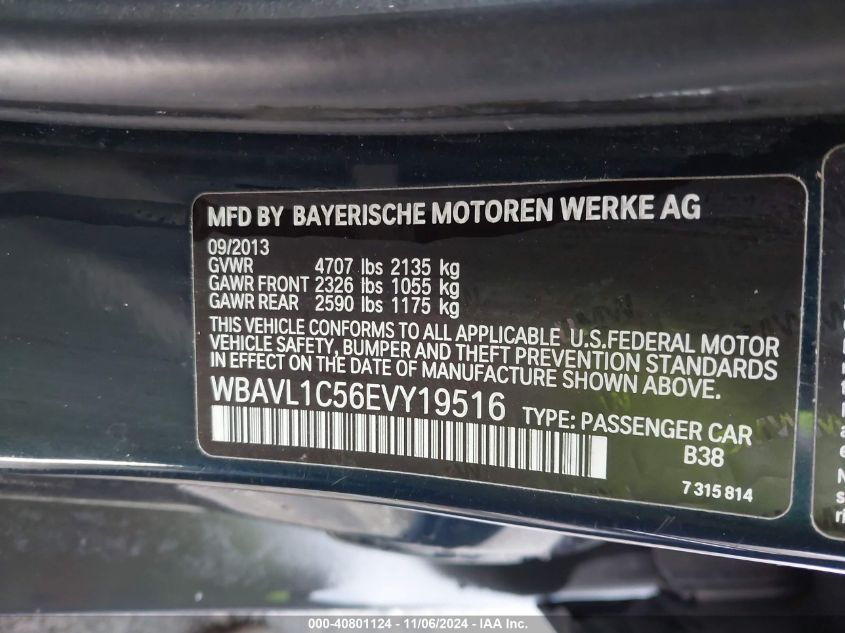 MFD BY BAYERISCHE MOTOREN WERKE AG
09/2013
GVWR 4707 lbs 2135 kg
GAWR FRONT 2326 lbs 1055 kg
GAWR REAR 2590 lbs 1175 kg
THIS VEHICLE CONFORMS TO ALL APPLICABLE U.S.FEDERAL MOTOR
VEHICLE SAFETY, BUMPER AND THEFT PREVENTION STANDARDS
IN EFFECT ON THE DATE OF MANUFACTURE SHOWN ABOVE.
WBAVL1C56EVY19516 TYPE: PASSENGER CAR
B38
7 315 814
000-40801124 - 11/06/2024 - IAA Inc.